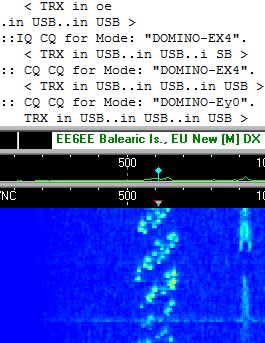 < TRX in oe
.in USB..in USB >
::IQ CQ for Mode: "DOMINO-EX4".
< TRX in USB..in USB..i SB >
:: CQ CQ for Mode: "DOMINO-EX4".
< TRX in USB..in USB..in USB >
:: CQ CQ for Mode: "DOMINO-Ey0".
TRX in USB..in USB..in USB >
EE6EE Balearic Is., EU New [M] DX
500 10
YNC 500 10